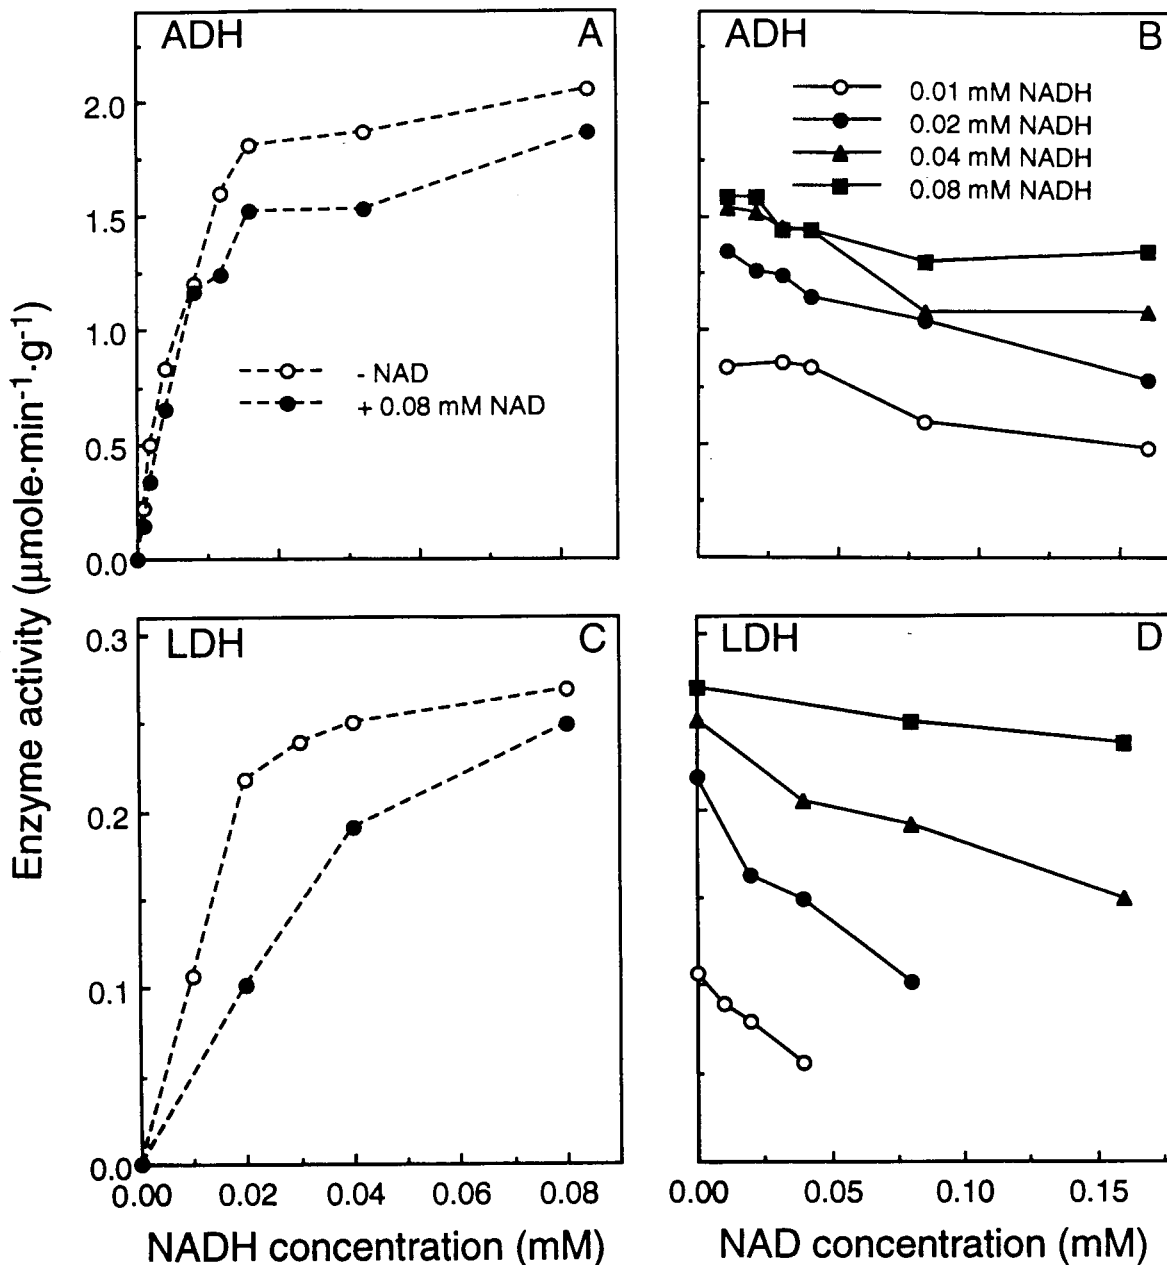 ADH A
2.0
1.5
1.0
0.5
0.0
- NAD
+ 0.08 mM NAD
ADH B
0.01 mM NADH
0.02 mM NADH
0.04 mM NADH
0.08 mM NADH
Enzyme activity (µmole·min⁻¹·g⁻¹)
LDH C
0.3
0.2
0.1
0.0
0.00 0.02 0.04 0.06 0.08
NADH concentration (mM)
LDH D
0.00 0.05 0.10 0.15
NAD concentration (mM)